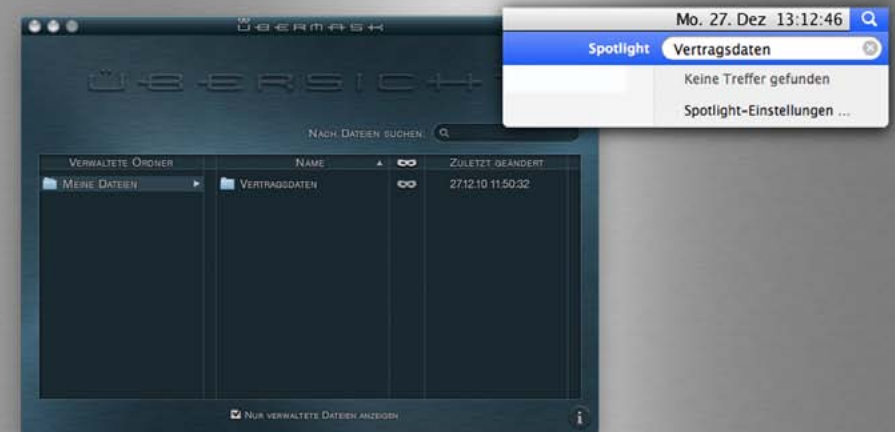 ÜBERMASK
Mo. 27. Dez 13:12:46
Spotlight Vertragsdaten
Keine Treffer gefunden
Spotlight-Einstellungen ...
ÜBERSICHT
NACH DATEIEN SUCHEN:
VERWALTETE ORDNER NAME ZULETZT GEÄNDERT
MEINE DATEIEN VERTRAGSDATEN 27.12.10 11:50:32
NUR VERWALTETE DATEIEN ANZEIGEN
i